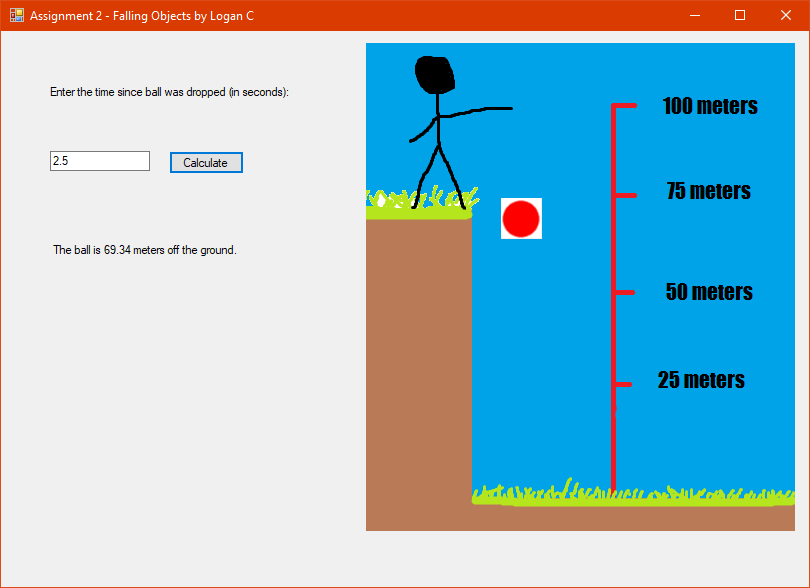 Assignment 2 - Falling Objects by Logan C
Enter the time since ball was dropped (in seconds):
2.5
Calculate
The ball is 69.34 meters off the ground.
100 meters
75 meters
50 meters
25 meters